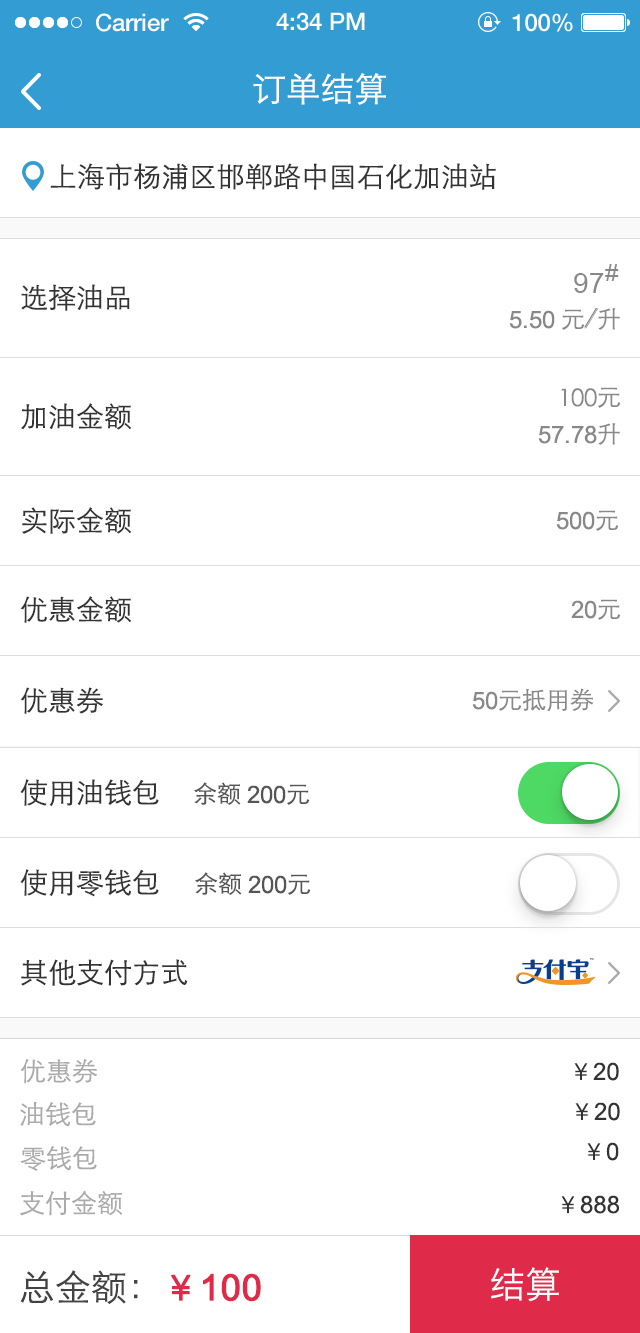 Carrier 4:34 PM 100%
订单结算
上海市杨浦区邯郸路中国石化加油站
选择油品 97#
5.50 元/升
加油金额 100元
57.78升
实际金额 500元
优惠金额 20元
优惠券 50元抵用券
使用油钱包 余额 200元
使用零钱包 余额 200元
其他支付方式 支付宝
优惠券 ¥20
油钱包 ¥20
零钱包 ¥0
支付金额 ¥888
总金额： ¥100 结算